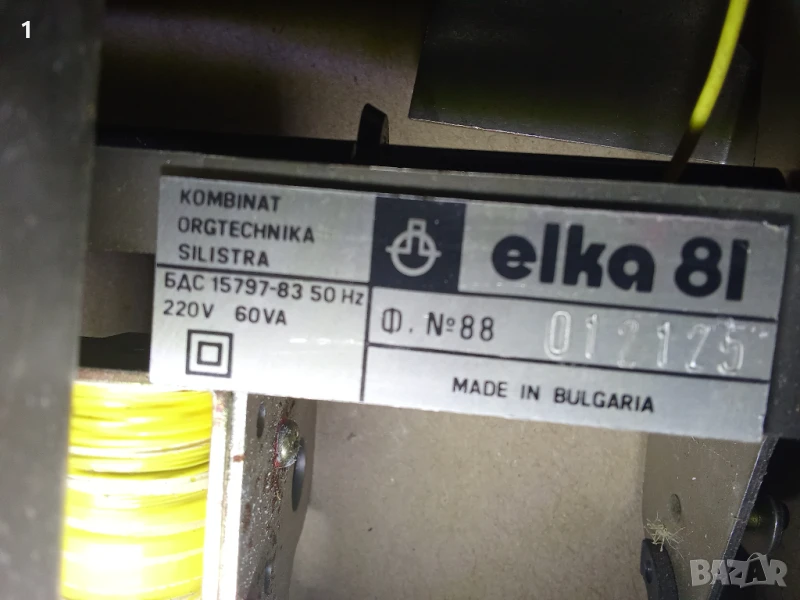 1
KOMBINAT
ORGTECHNIKA
SILISTRA
elka 81
БДС 15797-83 50 Hz
220V 60VA
Ф. №88 012125
MADE IN BULGARIA
BAZAR